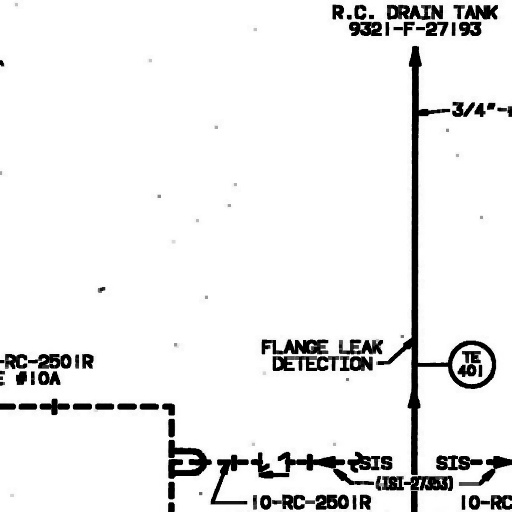 R.C. DRAIN TANK
9321-F-27193
3/4"-
FLANGE LEAK
DETECTION
TE
401
-RC-2501R
#10A
SIS
SIS
(ISI-27353)
10-RC-2501R
10-RC